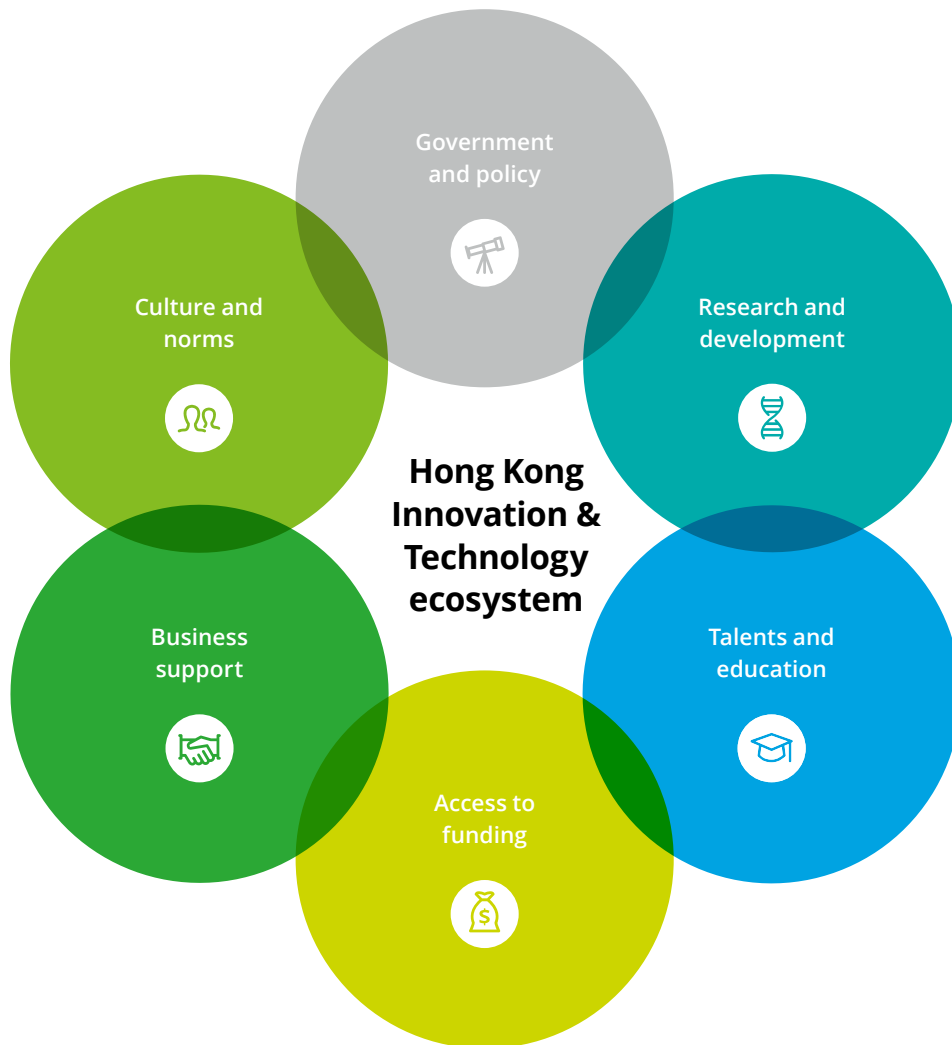 Government
and policy
Culture and
norms
Research and
development
Hong Kong
Innovation &
Technology
ecosystem
Business
support
Talents and
education
Access to
funding
$